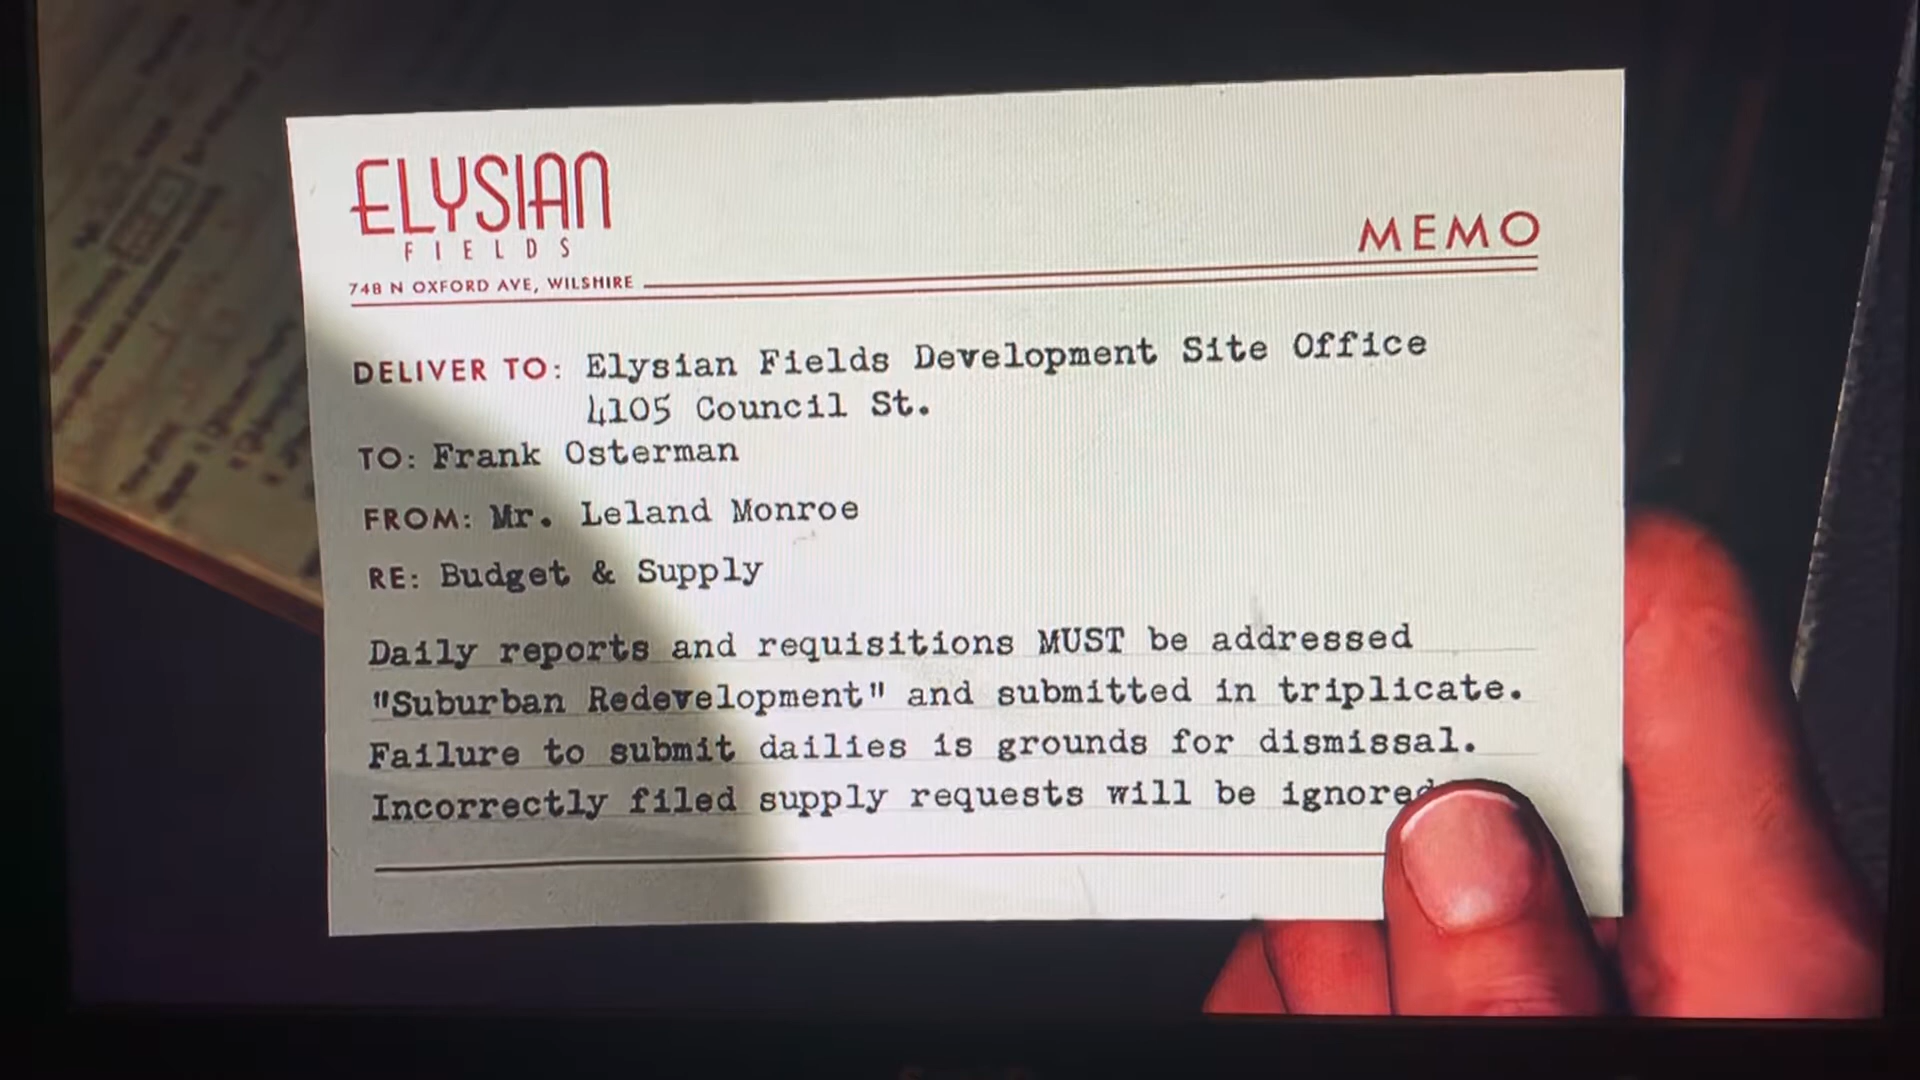 ELYSIAN
FIELDS
748 N OXFORD AVE, WILSHIRE
MEMO
DELIVER TO: Elysian Fields Development Site Office
4105 Council St.
TO: Frank Osterman
FROM: Mr. Leland Monroe
RE: Budget & Supply
Daily reports and requisitions MUST be addressed
"Suburban Redevelopment" and submitted in triplicate.
Failure to submit dailies is grounds for dismissal.
Incorrectly filed supply requests will be ignored